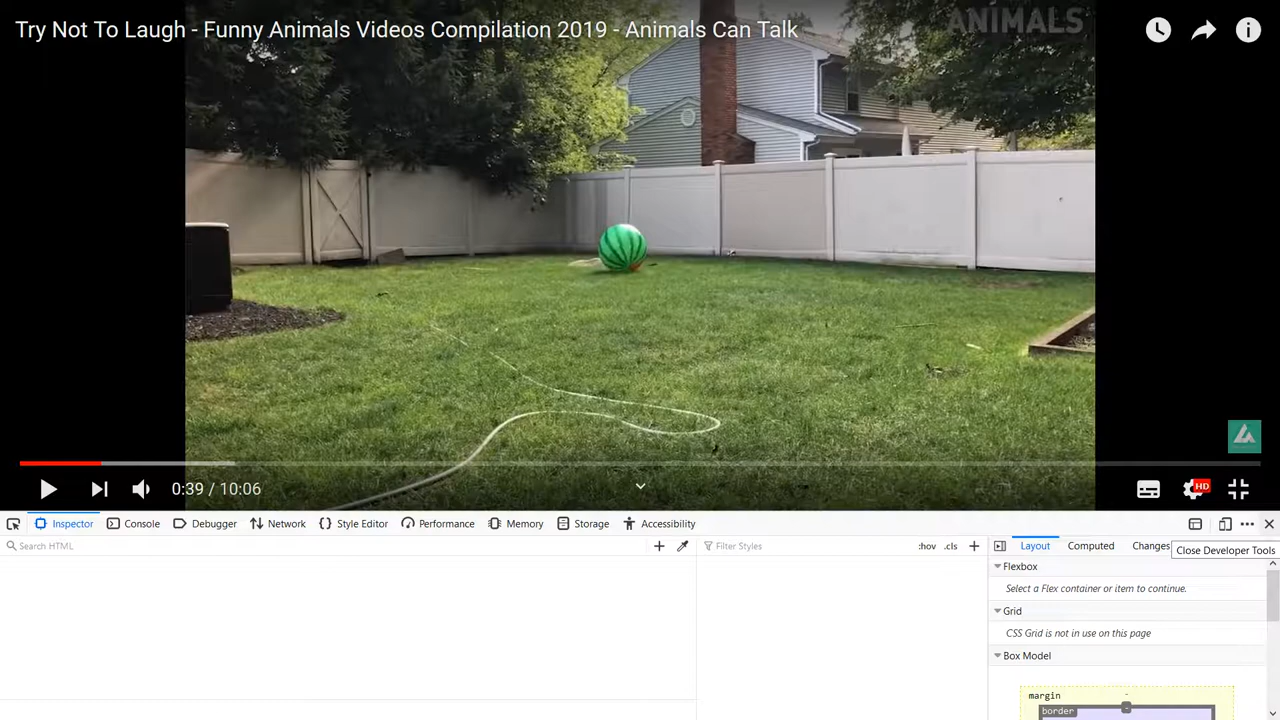 Try Not To Laugh - Funny Animals Videos Compilation 2019 - Animals Can Talk
ANIMALS
0:39 / 10:06
HD
Inspector Console Debugger Network Style Editor Performance Memory Storage Accessibility
Search HTML
Filter Styles
:hov .cls
Layout Computed Changes
Close Developer Tools
Flexbox
Select a Flex container or item to continue.
Grid
CSS Grid is not in use on this page
Box Model
margin -
border -